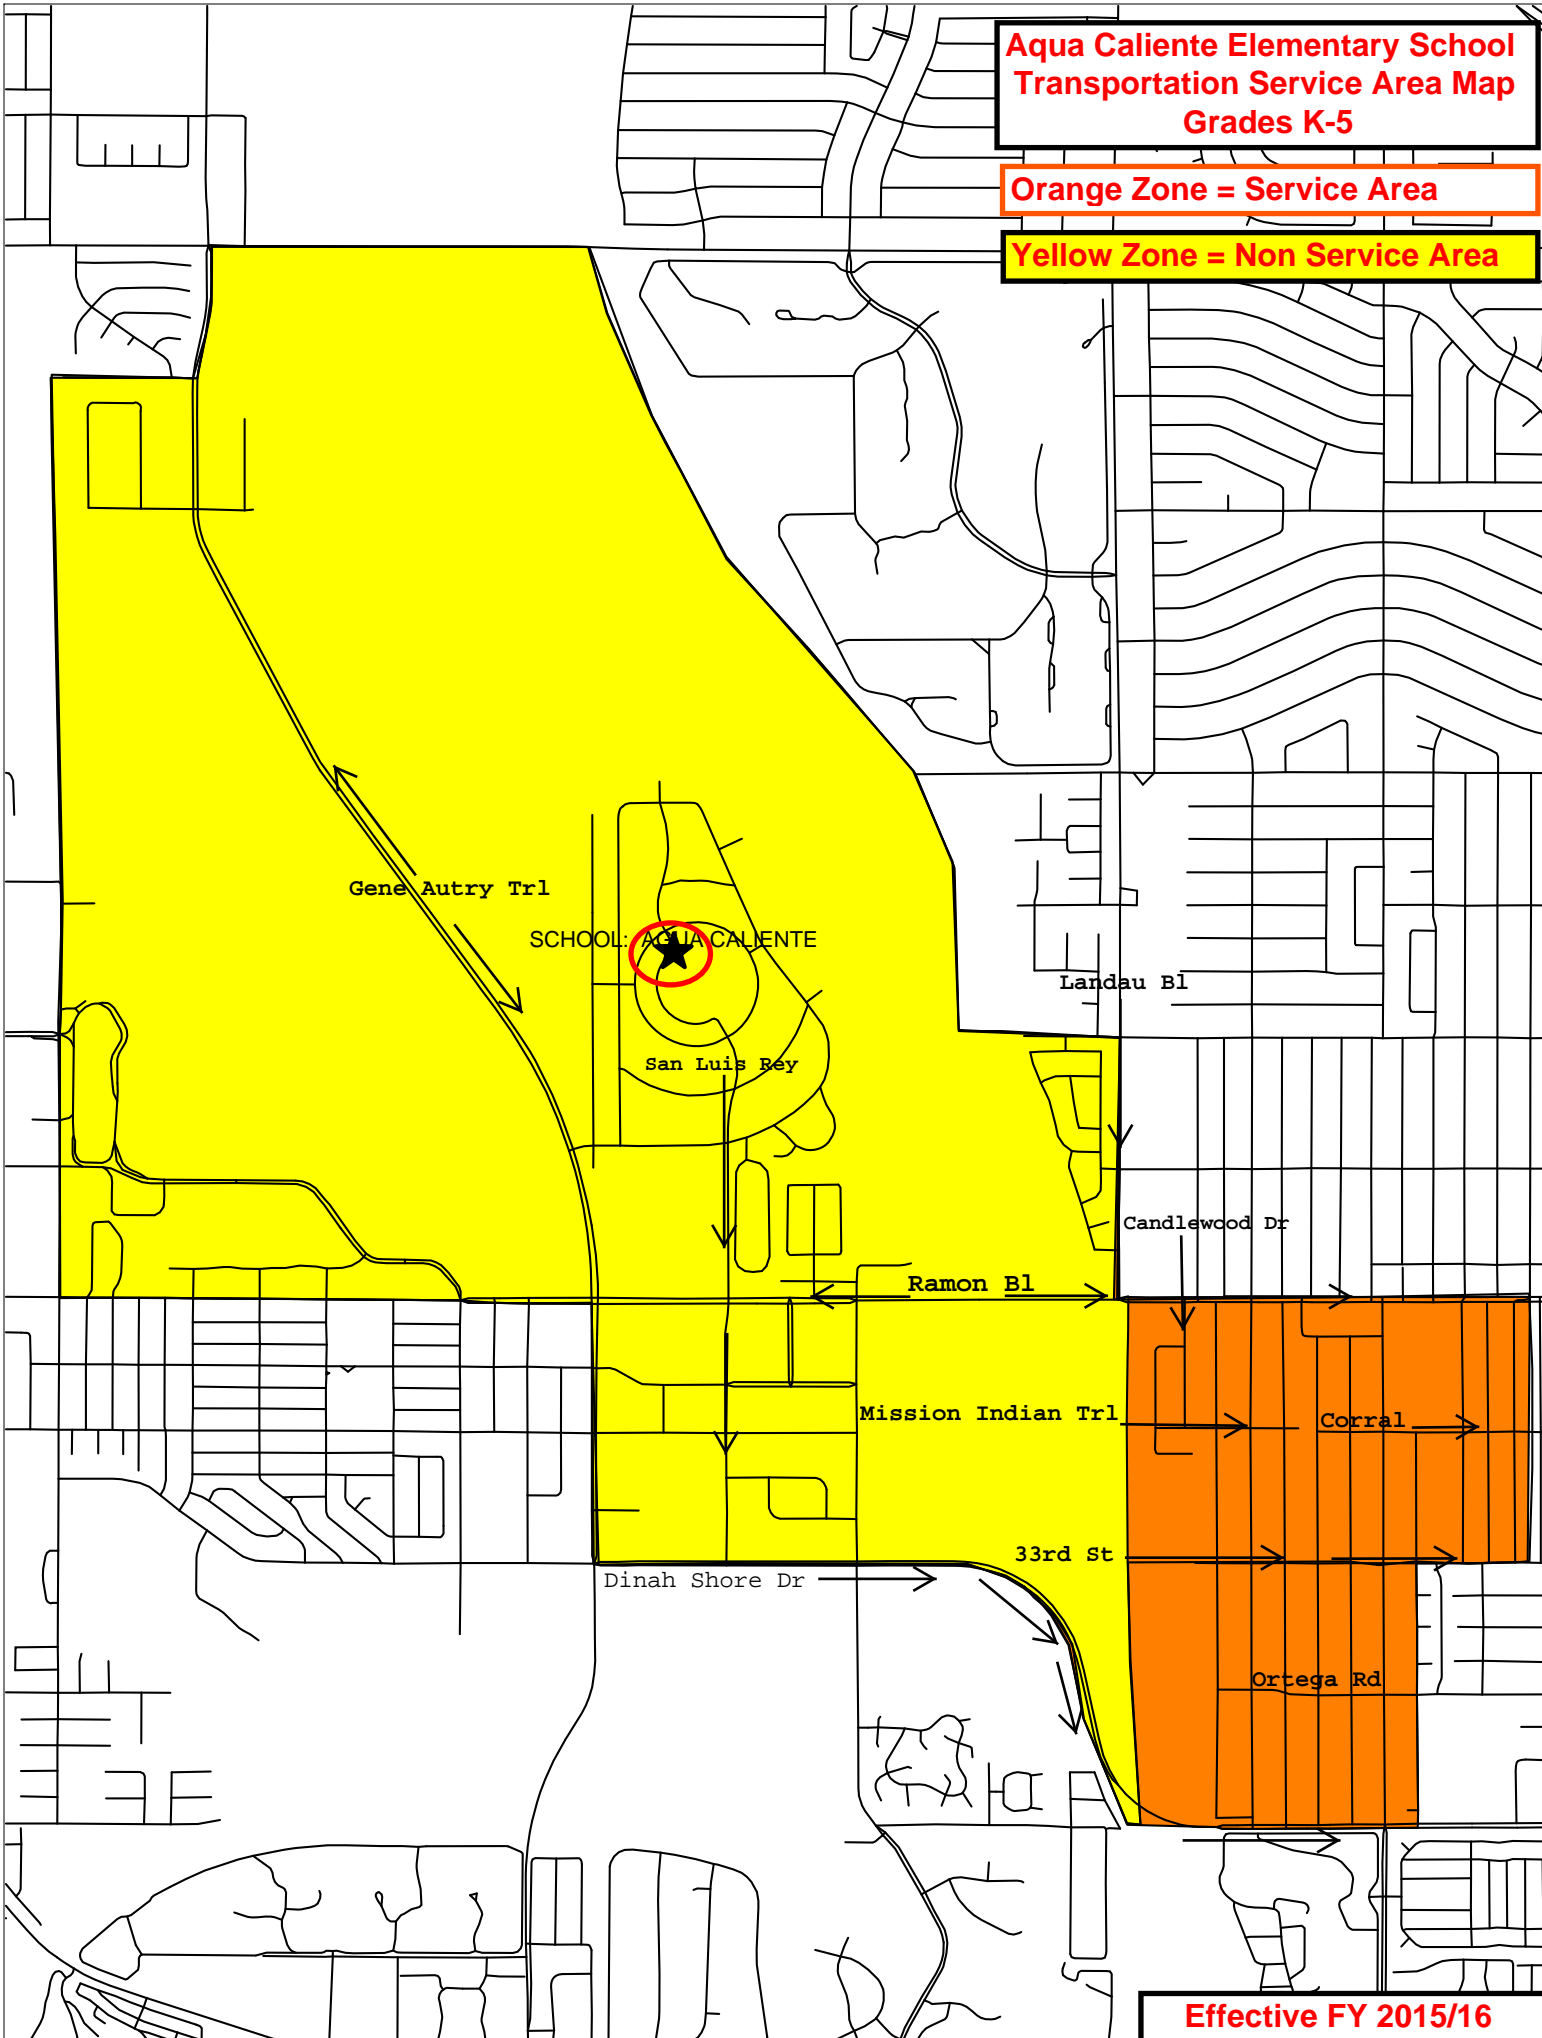 Aqua Caliente Elementary School
Transportation Service Area Map
Grades K-5
Orange Zone = Service Area
Yellow Zone = Non Service Area
Gene Autry Trl
SCHOOL: AGUA CALIENTE
Landau Bl
San Luis Rey
Candlewood Dr
Ramon Bl
Mission Indian Trl
Corral
33rd St
Dinah Shore Dr
Ortega Rd
Effective FY 2015/16